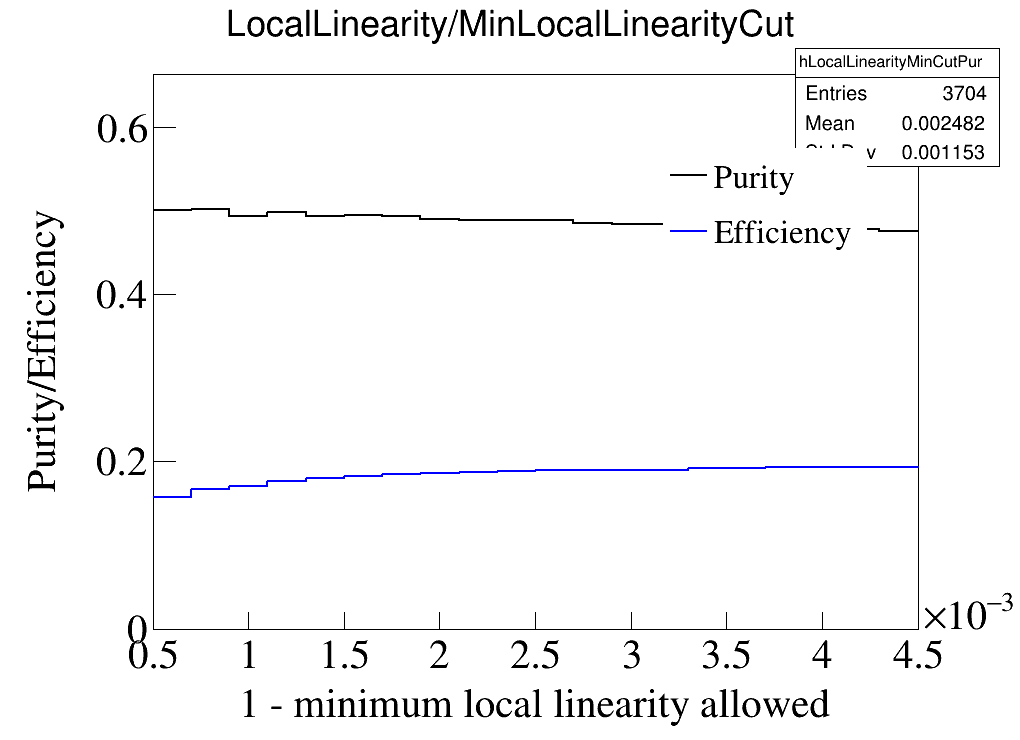 LocalLinearity/MinLocalLinearityCut
hLocalLinearityMinCutPur
Entries 3704
Mean 0.002482
0.001153
Purity
Efficiency
Purity/Efficiency
0.6
0.4
0.2
0
0.5 1 1.5 2 2.5 3 3.5 4 4.5
×10⁻³
1 - minimum local linearity allowed